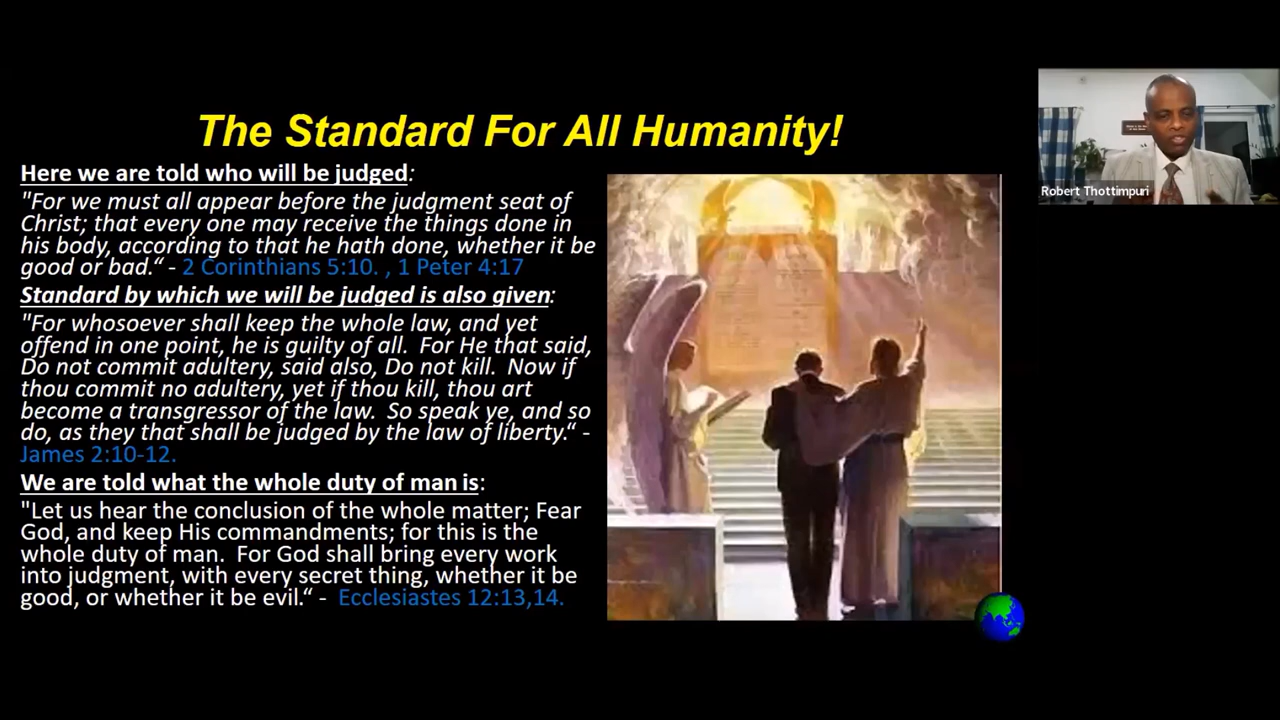 The Standard For All Humanity!
Here we are told who will be judged:
"For we must all appear before the judgment seat of
Christ; that every one may receive the things done in
his body, according to that he hath done, whether it be
good or bad.“ - 2 Corinthians 5:10. , 1 Peter 4:17
Standard by which we will be judged is also given:
"For whosoever shall keep the whole law, and yet
offend in one point, he is guilty of all.  For He that said,
Do not commit adultery, said also, Do not kill.  Now if
thou commit no adultery, yet if thou kill, thou art
become a transgressor of the law.  So speak ye, and so
do, as they that shall be judged by the law of liberty.“ -
James 2:10-12.
We are told what the whole duty of man is:
"Let us hear the conclusion of the whole matter; Fear
God, and keep His commandments; for this is the
whole duty of man.  For God shall bring every work
into judgment, with every secret thing, whether it be
good, or whether it be evil.“ -  Ecclesiastes 12:13,14.
Robert Thottimpuri